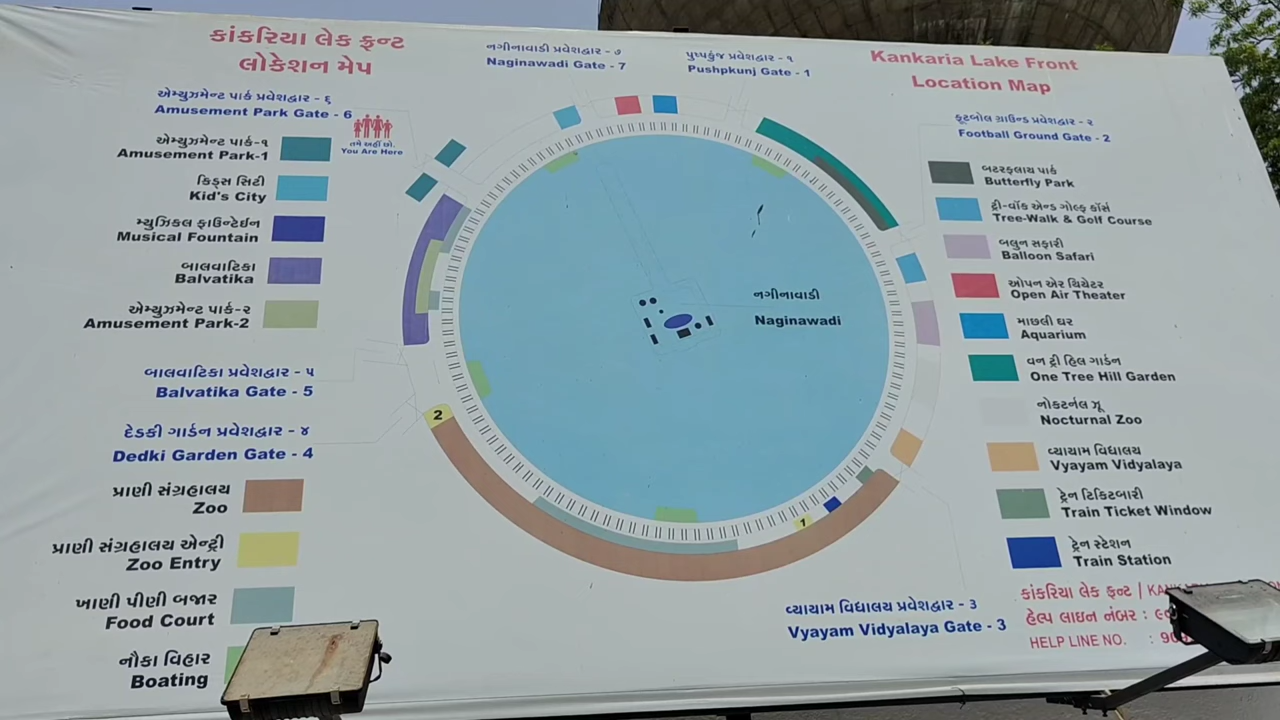 કાંકરિયા લેક ફ્રન્ટ
લોકેશન મેપ
નગીનાવાડી પ્રવેશદ્વાર - ૭
Naginawadi Gate - 7
પુષ્પકુંજ પ્રવેશદ્વાર - ૧
Pushpkunj Gate - 1
Kankaria Lake Front
Location Map
એમ્યુઝમેન્ટ પાર્ક પ્રવેશદ્વાર - ૬
Amusement Park Gate - 6
તમે અહીં છો.
You Are Here
એમ્યુઝમેન્ટ પાર્ક-૧
Amusement Park-1
કિડ્સ સિટી
Kid's City
મ્યુઝિકલ ફાઉન્ટેઈન
Musical Fountain
બાલવાટિકા
Balvatika
એમ્યુઝમેન્ટ પાર્ક-૨
Amusement Park-2
બાલવાટિકા પ્રવેશદ્વાર - ૫
Balvatika Gate - 5
દેડકી ગાર્ડન પ્રવેશદ્વાર - ૪
Dedki Garden Gate - 4
પ્રાણી સંગ્રહાલય
Zoo
પ્રાણી સંગ્રહાલય એન્ટ્રી
Zoo Entry
ખાણી પીણી બજાર
Food Court
નૌકા વિહાર
Boating
નગીનાવાડી
Naginawadi
2
1
ફૂટબોલ ગ્રાઉન્ડ પ્રવેશદ્વાર - ૨
Football Ground Gate - 2
બટરફલાય પાર્ક
Butterfly Park
ટ્રી-વૉક એન્ડ ગોલ્ફ કૉર્સ
Tree-Walk & Golf Course
બલુન સફારી
Balloon Safari
ઓપન એર થિયેટર
Open Air Theater
માછલી ઘર
Aquarium
વન ટ્રી હિલ ગાર્ડન
One Tree Hill Garden
નોકટર્નલ ઝૂ
Nocturnal Zoo
વ્યાયામ વિદ્યાલય
Vyayam Vidyalaya
ટ્રેન ટિકિટબારી
Train Ticket Window
ટ્રેન સ્ટેશન
Train Station
વ્યાયામ વિદ્યાલય પ્રવેશદ્વાર - 3
Vyayam Vidyalaya Gate - 3
કાંકરિયા લેક ફ્રન્ટ /
હેલ્પ લાઇન નંબર :
HELP LINE NO. :